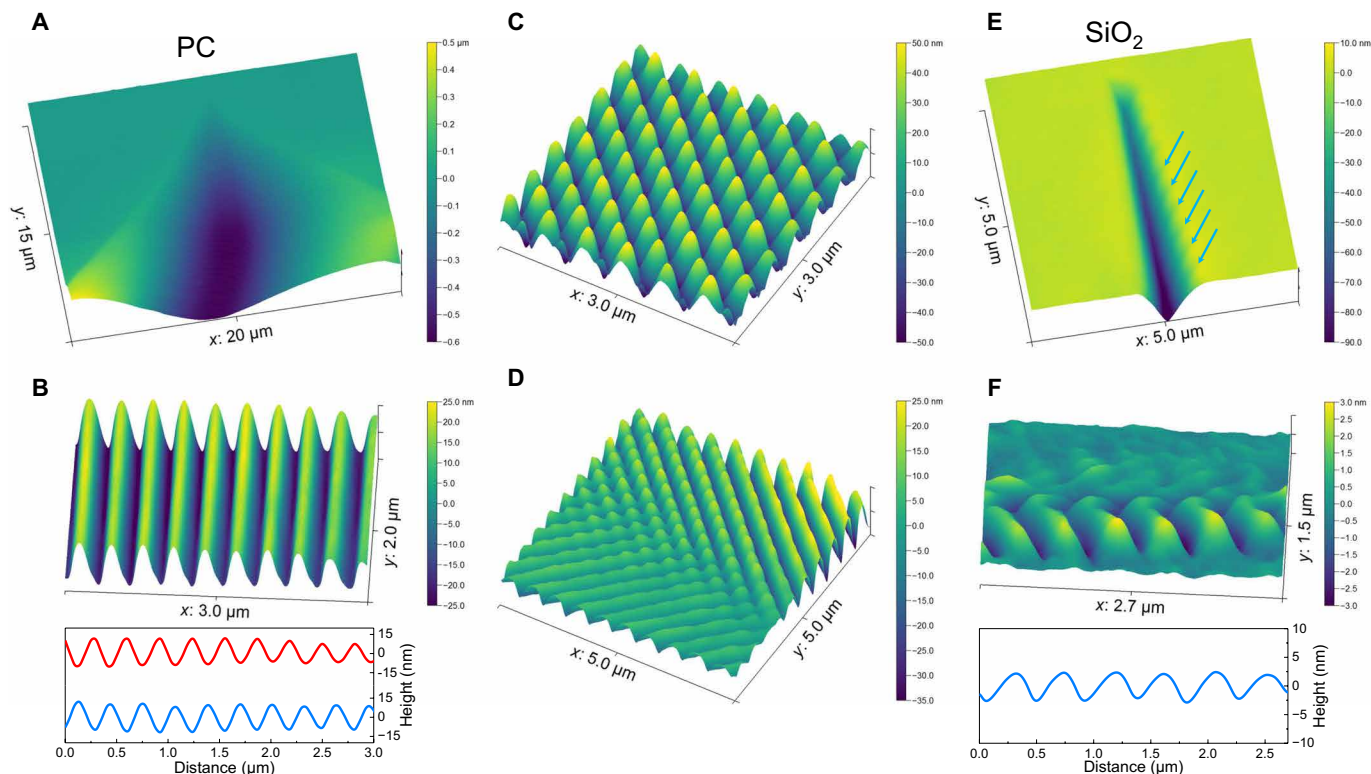 A
PC
0.5 µm
0.4
0.3
0.2
0.1
0.0
−0.1
−0.2
−0.3
−0.4
−0.5
−0.6
y: 15 µm
x: 20 µm
B
25.0 nm
20.0
15.0
10.0
5.0
0.0
−5.0
−10.0
−15.0
−20.0
−25.0
y: 2.0 µm
x: 3.0 µm
15
0
−15
15
0
−15
Height (nm)
0.0 0.5 1.0 1.5 2.0 2.5 3.0
Distance (µm)
C
50.0 nm
40.0
30.0
20.0
10.0
0.0
−10.0
−20.0
−30.0
−40.0
−50.0
x: 3.0 µm
y: 3.0 µm
D
25.0 nm
20.0
15.0
10.0
5.0
0.0
−5.0
−10.0
−15.0
−20.0
−25.0
−35.0
x: 5.0 µm
y: 5.0 µm
E
SiO₂
10.0 nm
0.0
−10.0
−20.0
−30.0
−40.0
−50.0
−60.0
−70.0
−80.0
−90.0
y: 5.0 µm
x: 5.0 µm
F
3.0 nm
2.5
2.0
1.5
1.0
0.5
0.0
−0.5
−1.0
−1.5
−2.0
−2.5
−3.0
y: 1.5 µm
x: 2.7 µm
10
5
0
−5
−10
Height (nm)
0.0 0.5 1.0 1.5 2.0 2.5
Distance (µm)